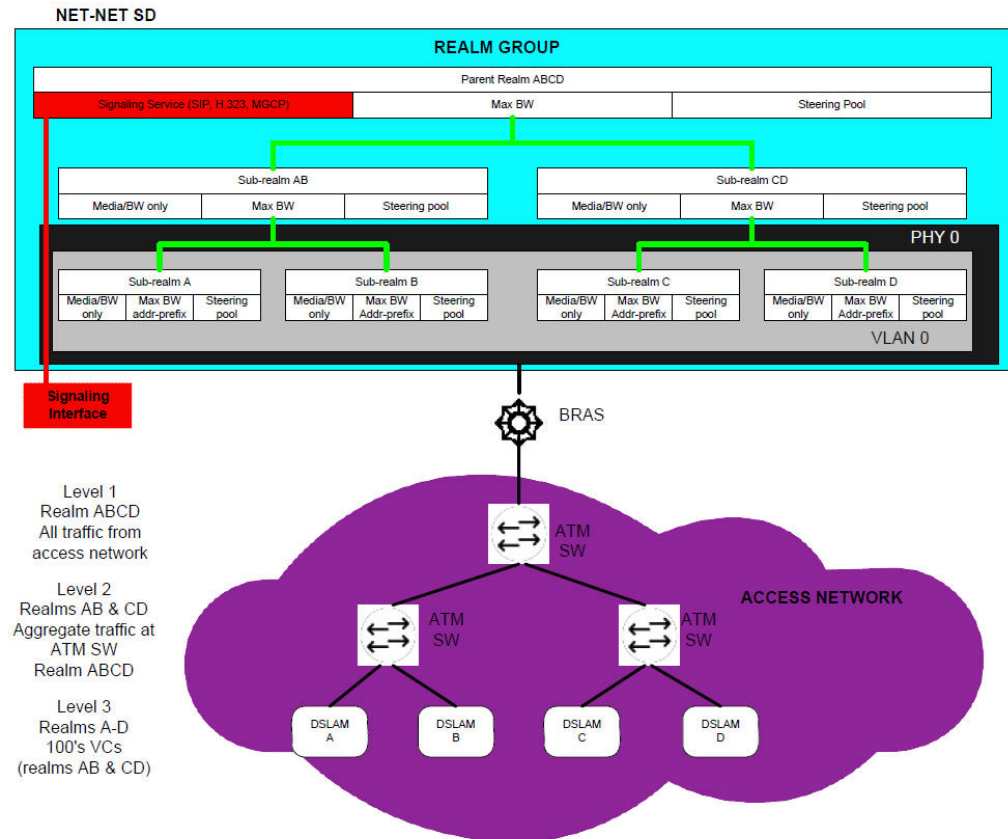 NET-NET SD
REALM GROUP
Parent Realm ABCD
Signaling Service (SIP, H.323, MGCP)
Max BW
Steering Pool
Sub-realm AB
Media/BW only
Max BW
Steering pool
Sub-realm CD
Media/BW only
Max BW
Steering pool
PHY 0
Sub-realm A
Media/BW
only
Max BW
addr-prefix
Steering
pool
Sub-realm B
Media/BW
only
Max BW
Addr-prefix
Steering
pool
Sub-realm C
Media/BW
only
Max BW
Addr-prefix
Steering
pool
Sub-realm D
Media/BW
only
Max BW
Addr-prefix
Steering
pool
VLAN 0
Signaling
Interface
BRAS
Level 1
Realm ABCD
All traffic from
access network
ATM
SW
Level 2
Realms AB & CD
Aggregate traffic at
ATM SW
Realm ABCD
ACCESS NETWORK
ATM
SW
ATM
SW
Level 3
Realms A-D
100's VCs
(realms AB & CD)
DSLAM
A
DSLAM
B
DSLAM
C
DSLAM
D